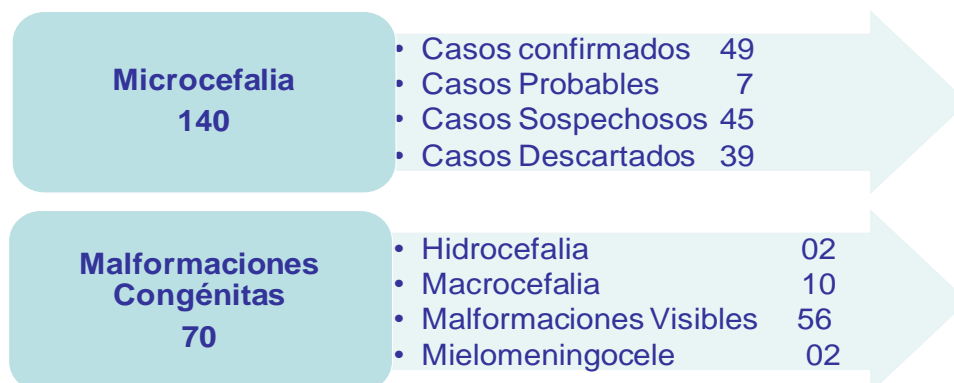 Microcefalia
140
• Casos confirmados 49
• Casos Probables 7
• Casos Sospechosos 45
• Casos Descartados 39
Malformaciones
Congénitas
70
• Hidrocefalia 02
• Macrocefalia 10
• Malformaciones Visibles 56
• Mielomeningocele 02